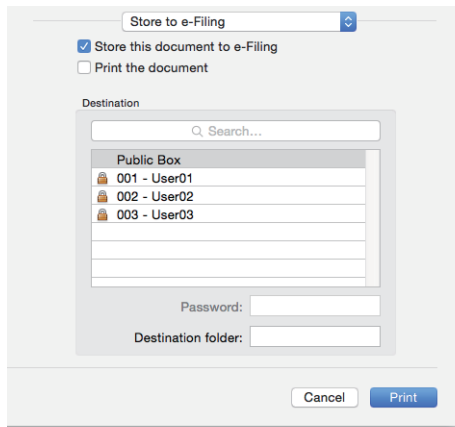 Store to e-Filing
Store this document to e-Filing
Print the document
Destination
Search...
Public Box
001 - User01
002 - User02
003 - User03
Password:
Destination folder:
Cancel Print